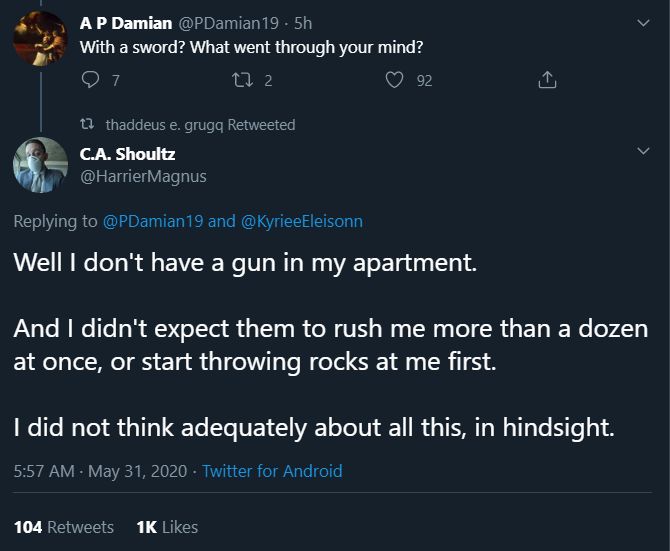 A P Damian @PDamian19 · 5h
With a sword? What went through your mind?
7 2 92
thaddeus e. grugq Retweeted
C.A. Shoultz
@HarrierMagnus
Replying to @PDamian19 and @KyrieeEleisonn
Well I don't have a gun in my apartment.
And I didn't expect them to rush me more than a dozen
at once, or start throwing rocks at me first.
I did not think adequately about all this, in hindsight.
5:57 AM · May 31, 2020 · Twitter for Android
104 Retweets 1K Likes